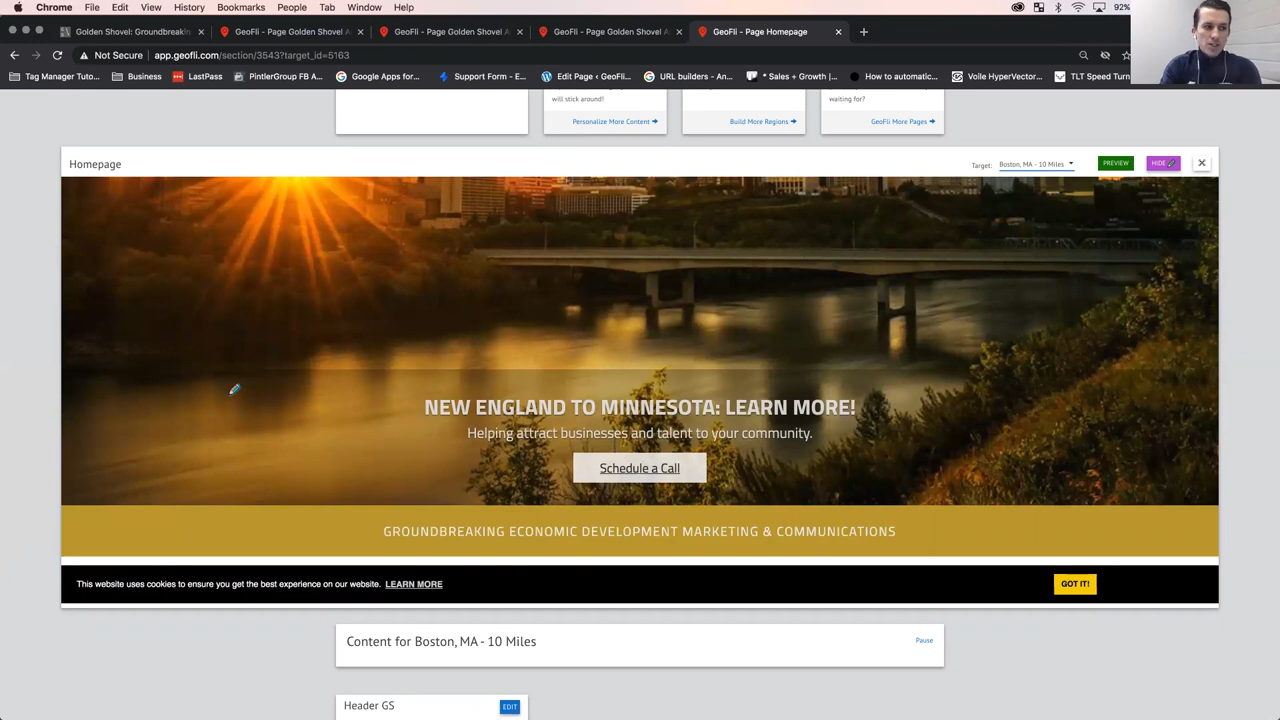 Chrome File Edit View History Bookmarks People Tab Window Help
92%
Golden Shovel: Groundbreakin
GeoFli - Page Golden Shovel A
GeoFli - Page Golden Shovel A
GeoFli - Page Golden Shovel A
GeoFli - Page Homepage
Not Secure app.geofli.com/section/3543?target_id=5163
Tag Manager Tutor...
Business
LastPass
PintlerGroup FB A...
Google Apps for...
Support Form - E...
Edit Page ‹ GeoFli...
URL builders - An...
* Sales + Growth |...
How to automatic...
Voile HyperVector...
TLT Speed Turn
will stick around!
waiting for?
Personalize More Content
Build More Regions
GeoFli More Pages
Homepage
Target: Boston, MA - 10 Miles
PREVIEW
HIDE
NEW ENGLAND TO MINNESOTA: LEARN MORE!
Helping attract businesses and talent to your community.
Schedule a Call
GROUNDBREAKING ECONOMIC DEVELOPMENT MARKETING & COMMUNICATIONS
This website uses cookies to ensure you get the best experience on our website. LEARN MORE
GOT IT!
Content for Boston, MA - 10 Miles
Pause
Header GS
EDIT